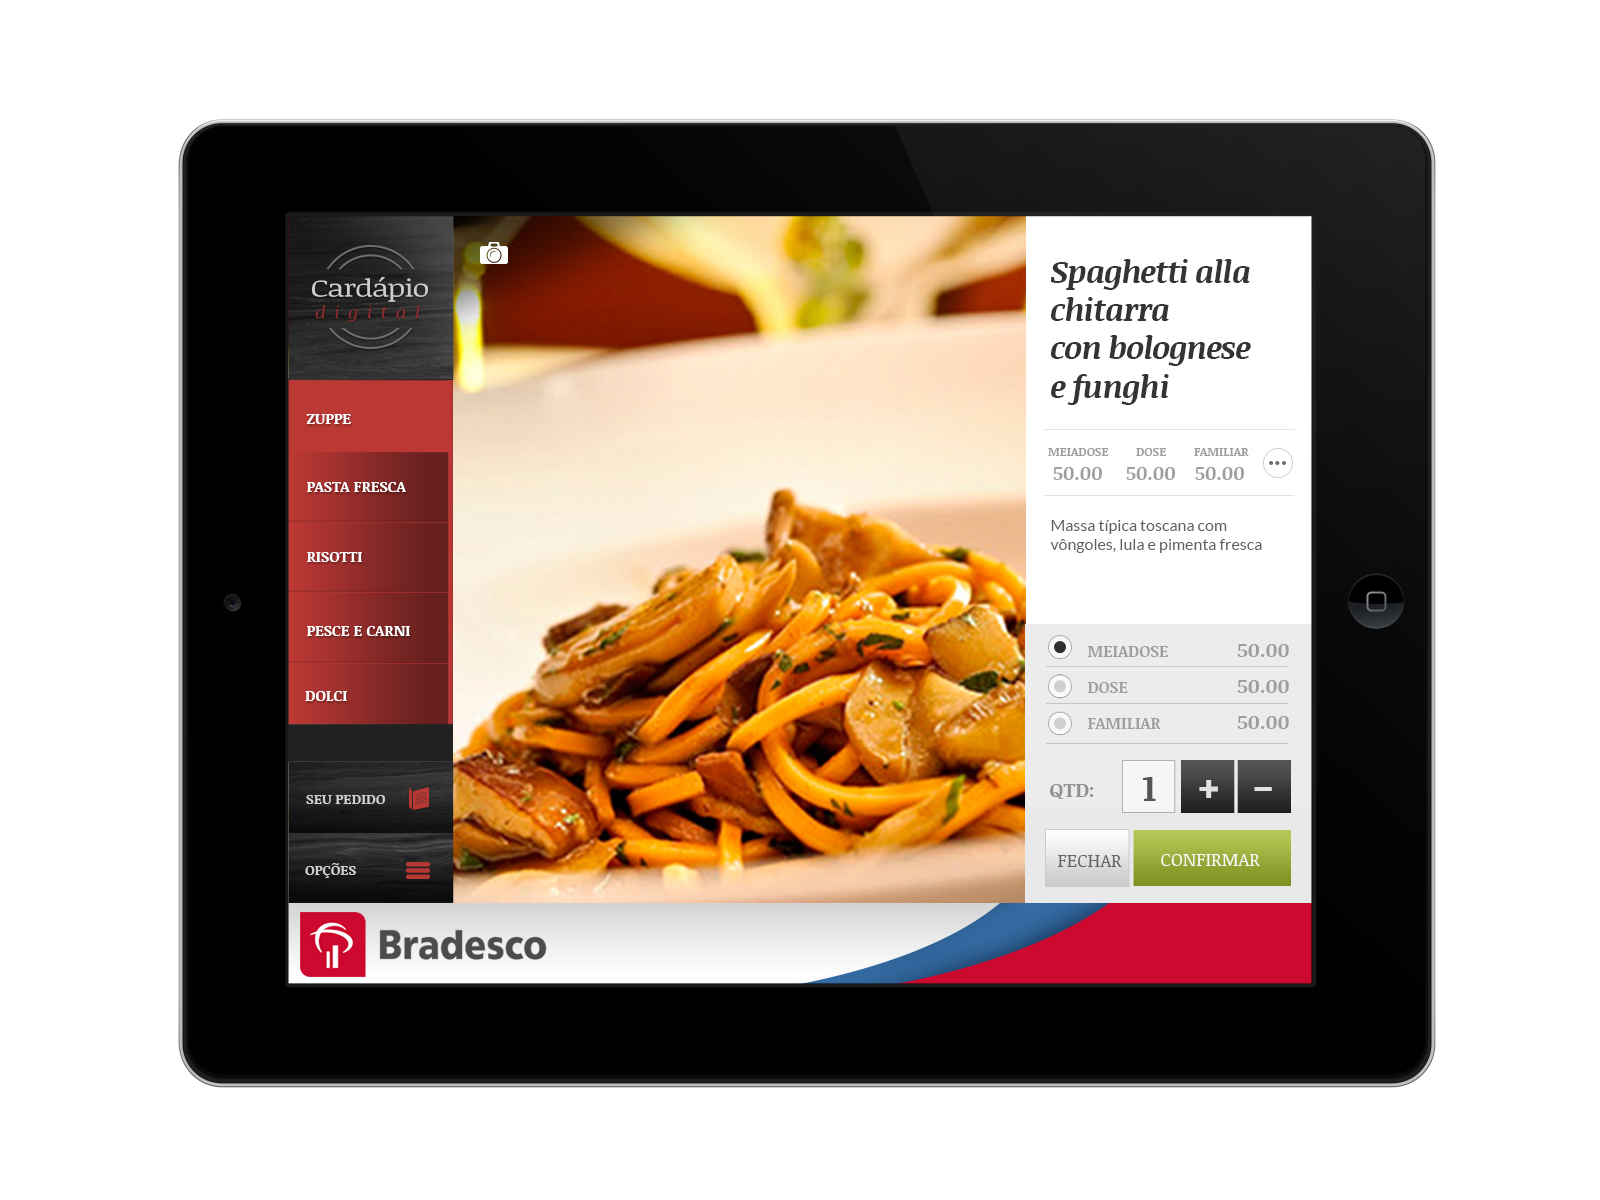 Cardápio
digital
ZUPPE
PASTA FRESCA
RISOTTI
PESCE E CARNI
DOLCI
SEU PEDIDO
OPÇÕES
Spaghetti alla
chitarra
con bolognese
e funghi
MEIADOSE DOSE FAMILIAR
50.00 50.00 50.00
Massa típica toscana com
vôngoles, lula e pimenta fresca
MEIADOSE 50.00
DOSE 50.00
FAMILIAR 50.00
QTD: 1 + −
FECHAR CONFIRMAR
Bradesco